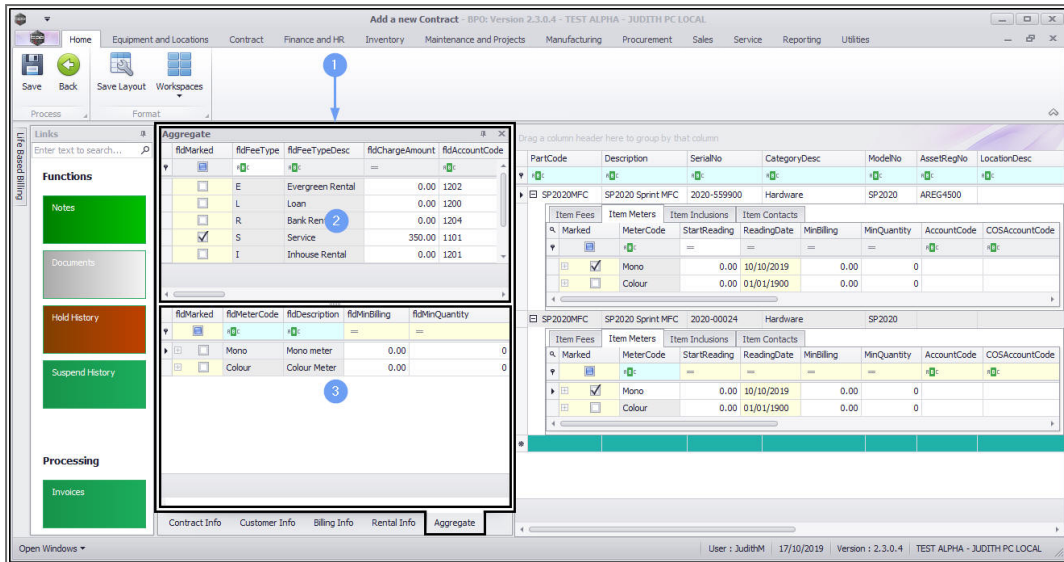 Add a new Contract - BPO: Version 2.3.0.4 - TEST ALPHA - JUDITH PC LOCAL
Home Equipment and Locations Contract Finance and HR Inventory Maintenance and Projects Manufacturing Procurement Sales Service Reporting Utilities
1
Save Back Save Layout Workspaces
Process Format
Life Based Billing
Links
Enter text to search...
Functions
Notes
Documents
Hold History
Suspend History
Processing
Invoices
Aggregate
fldMarked fldFeeType fldFeeTypeDesc fldChargeAmount fldAccountCode
E Evergreen Rental 0.00 1202
L Loan 0.00 1200
R Bank Ren 0.00 1204
2
S Service 350.00 1101
I Inhouse Rental 0.00 1201
fldMarked fldMeterCode fldDescription fldMinBilling fldMinQuantity
Mono Mono meter 0.00 0
Colour Colour Meter 0.00 0
3
Contract Info Customer Info Billing Info Rental Info Aggregate
Drag a column header here to group by that column
PartCode Description SerialNo CategoryDesc ModelNo AssetRegNo LocationDesc
SP2020MFC SP2020 Sprint MFC 2020-559900 Hardware SP2020 AREG4500
Item Fees Item Meters Item Inclusions Item Contacts
Marked MeterCode StartReading ReadingDate MinBilling MinQuantity AccountCode COSAccountCode
Mono 0.00 10/10/2019 0.00 0
Colour 0.00 01/01/1900 0.00 0
SP2020MFC SP2020 Sprint MFC 2020-00024 Hardware SP2020
Item Fees Item Meters Item Inclusions Item Contacts
Marked MeterCode StartReading ReadingDate MinBilling MinQuantity AccountCode COSAccountCode
Mono 0.00 10/10/2019 0.00 0
Colour 0.00 01/01/1900 0.00 0
Open Windows User : JudithM 17/10/2019 Version : 2.3.0.4 TEST ALPHA - JUDITH PC LOCAL